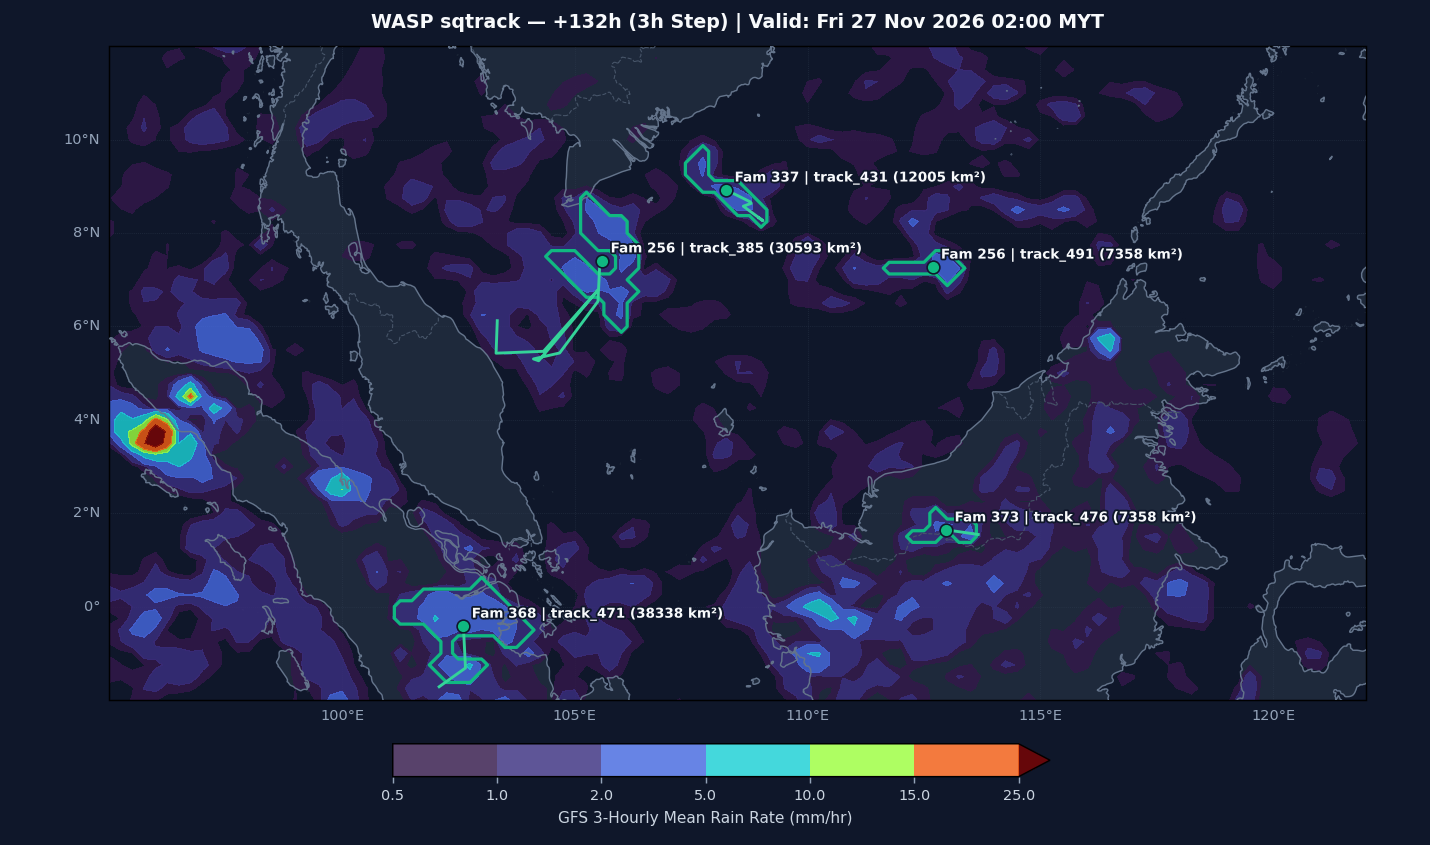 WASP sqtrack — +132h (3h Step) | Valid: Fri 27 Nov 2026 02:00 MYT
10°N
8°N
6°N
4°N
2°N
0°
Fam 337 | track_431 (12005 km²)
Fam 256 | track_385 (30593 km²)
Fam 256 | track_491 (7358 km²)
Fam 373 | track_476 (7358 km²)
Fam 368 | track_471 (38338 km²)
100°E 105°E 110°E 115°E 120°E
0.5 1.0 2.0 5.0 10.0 15.0 25.0
GFS 3-Hourly Mean Rain Rate (mm/hr)